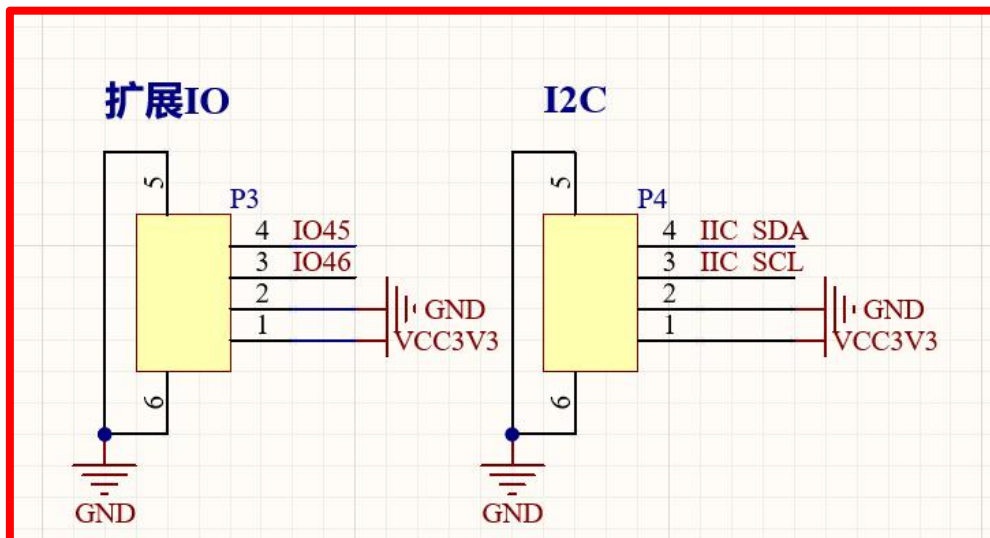 扩展IO
5
P3
4 IO45
3 IO46
2 GND
1 VCC3V3
6
GND
I2C
5
P4
4 IIC SDA
3 IIC SCL
2 GND
1 VCC3V3
6
GND